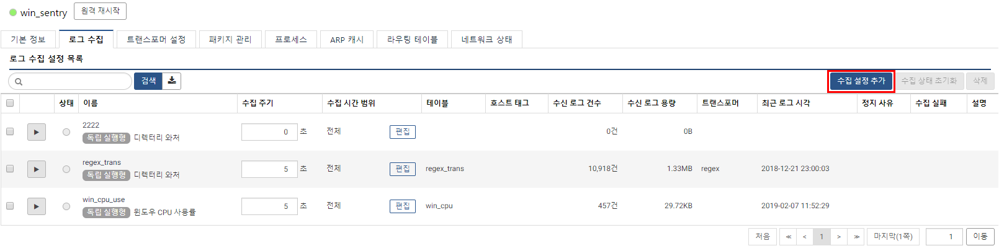 win_sentry 원격 재시작
기본 정보 로그 수집 트랜스포머 설정 패키지 관리 프로세스 ARP 캐시 라우팅 테이블 네트워크 상태
로그 수집 설정 목록
검색 수집 설정 추가 수집 상태 초기화 삭제
상태 이름 수집 주기 수집 시간 범위 테이블 호스트 태그 수신 로그 건수 수신 로그 용량 트랜스포머 최근 로그 시각 정지 사유 수집 실패 설명
2222
독립 실행형 디렉터리 와처 0 초 전체 편집 0건 0B
regex_trans
독립 실행형 디렉터리 와처 5 초 전체 편집 regex_trans 10,918건 1.33MB regex 2018-12-21 23:00:03
win_cpu_use
독립 실행형 윈도우 CPU 사용률 5 초 전체 편집 win_cpu 457건 29.72KB 2019-02-07 11:52:29
처음 ≪ < 1 > ≫ 마지막(1쪽) 1 이동